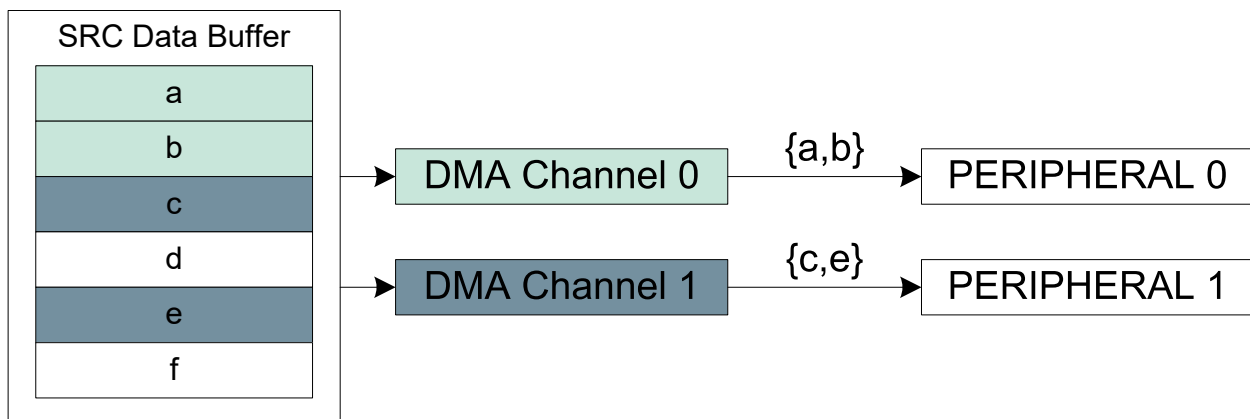 SRC Data Buffer
a
b
c
d
e
f
DMA Channel 0
{a,b}
PERIPHERAL 0
DMA Channel 1
{c,e}
PERIPHERAL 1